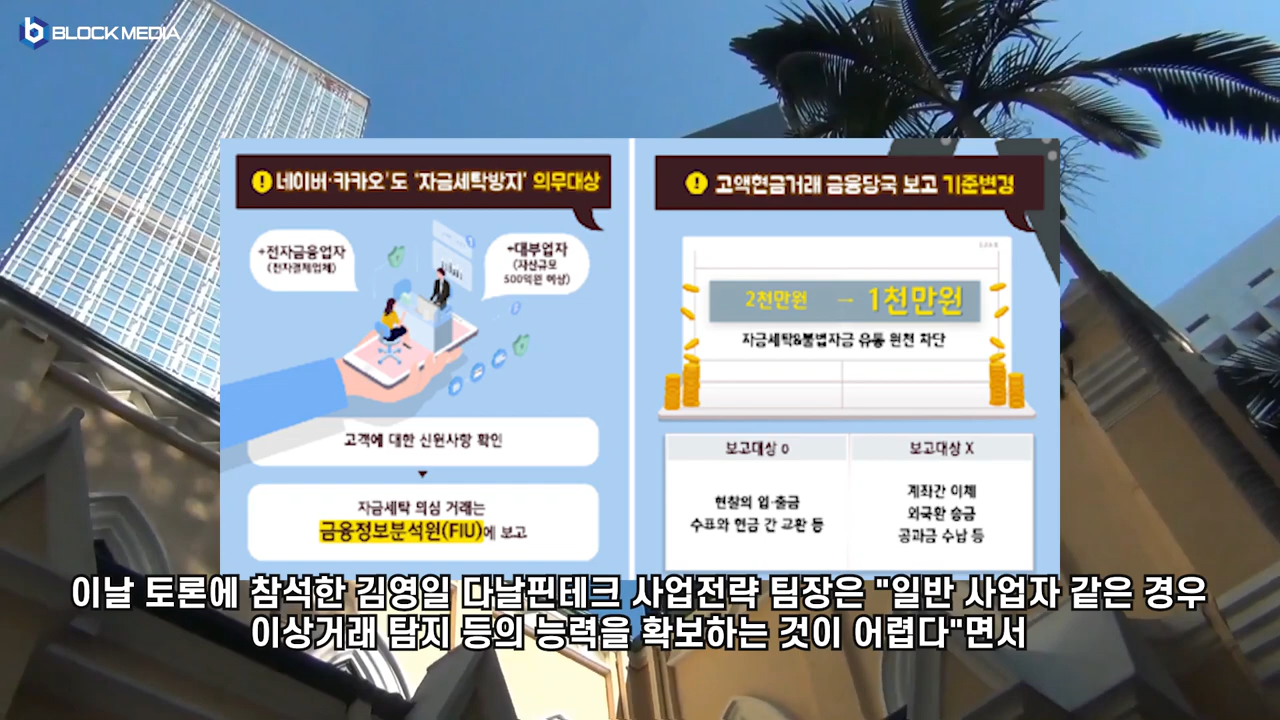 BLOCK MEDIA
! 네이버·카카오'도 '자금세탁방지' 의무대상
+전자금융업자
(전자결제업체)
+대부업자
(자산규모
500억원 이상)
고객에 대한 신원사항 확인
자금세탁 의심 거래는
금융정보분석원(FIU)에 보고
! 고액현금거래 금융당국 보고 기준변경
2천만원 → 1천만원
자금세탁&불법자금 유통 원천 차단
보고대상 O
현찰의 입·출금
수표와 현금 간 교환 등
보고대상 X
계좌간 이체
외국환 송금
공과금 수납 등
이날 토론에 참석한 김영일 다날핀테크 사업전략 팀장은 "일반 사업자 같은 경우
이상거래 탐지 등의 능력을 확보하는 것이 어렵다"면서